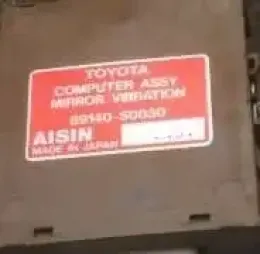 TOYOTA
COMPUTER ASSY
MIRROR VIBRATION
89140-50030
AISIN
MADE IN JAPAN